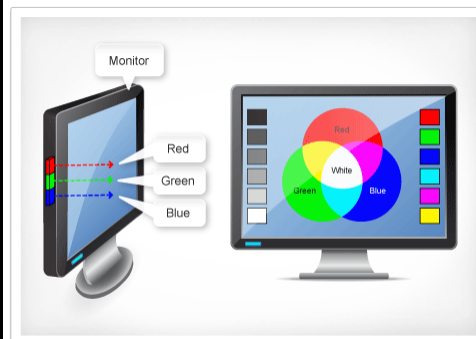 Monitor
Red
Green
Blue
Red
White
Green
Blue